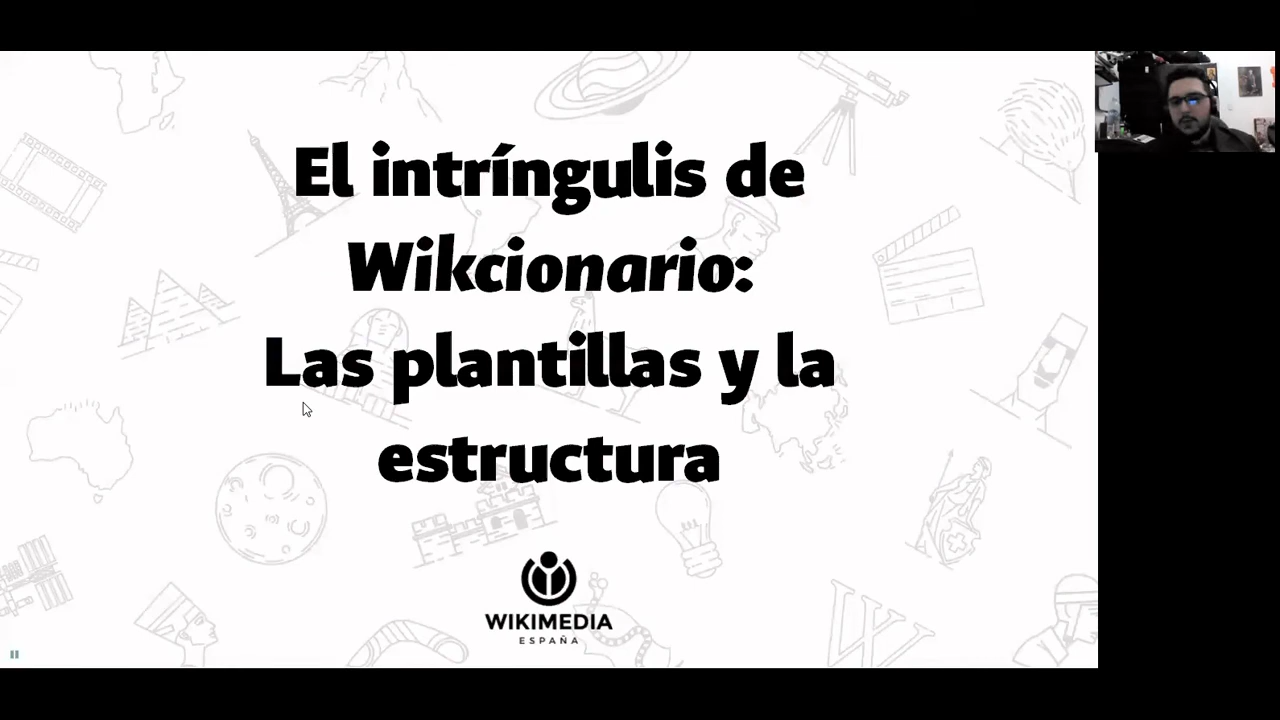 El intríngulis de
Wikcionario:
Las plantillas y la
estructura
WIKIMEDIA
ESPAÑA